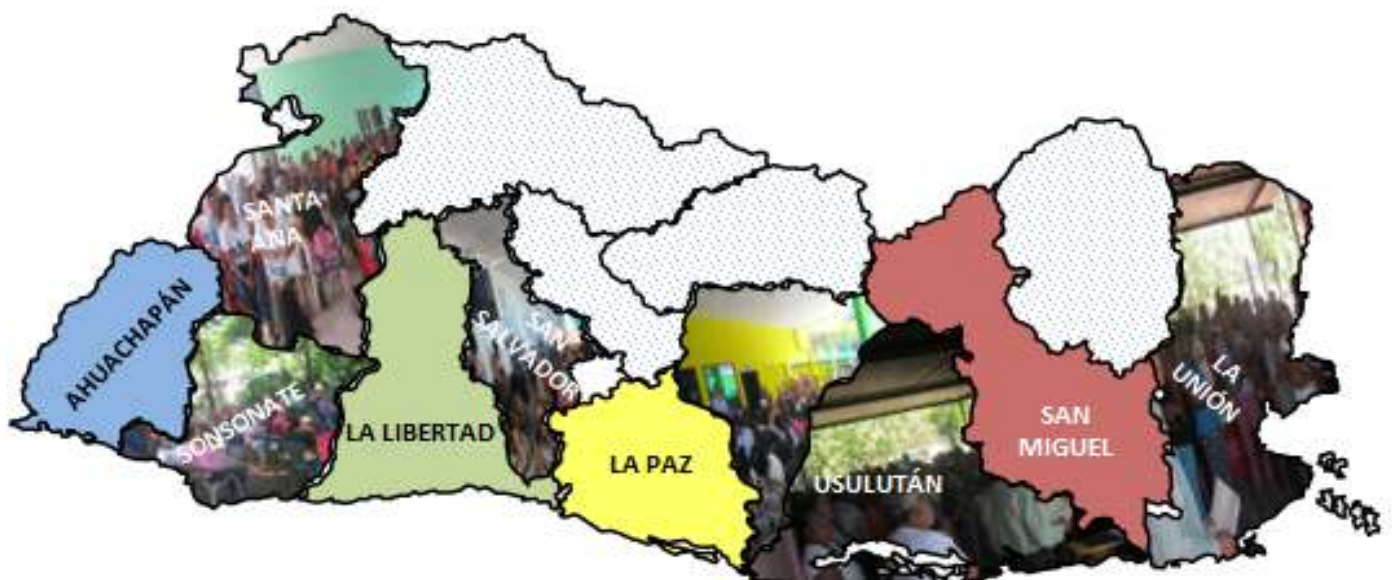 SANTA
ANA
AHUACHAPÁN
SONSONATE
LA LIBERTAD
SAN
SALVADOR
LA PAZ
USULUTÁN
SAN
MIGUEL
LA
UNIÓN